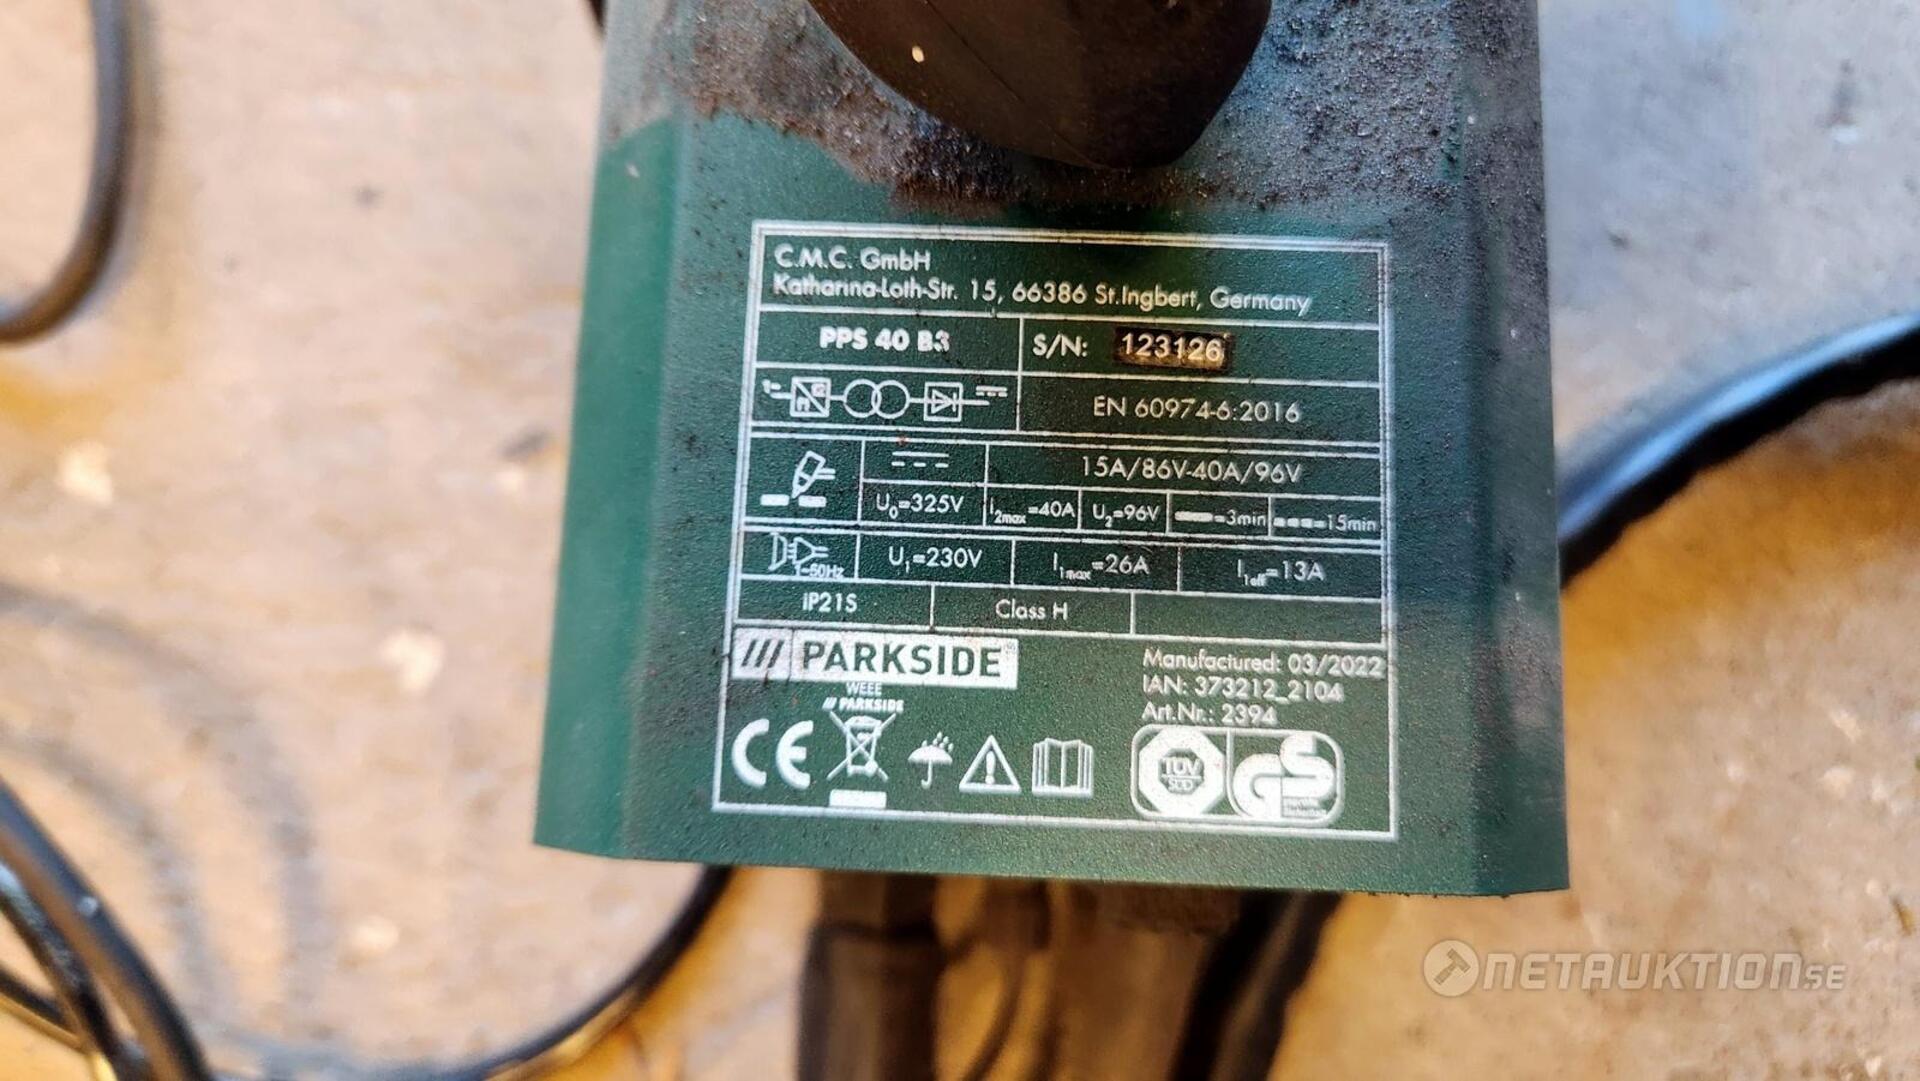 C.M.C. GmbH
Katharina-Loth-Str. 15, 66386 St.Ingbert, Germany
PPS 40 B3
S/N: 123126
EN 60974-6:2016
15A/86V-40A/96V
U0=325V
I2max=40A
U2=96V
=3min
=15min
1~50Hz
U1=230V
I1max=26A
I1eff=13A
iP21S
Class H
/// PARKSIDE
Manufactured: 03/2022
IAN: 373212_2104
Art.Nr.: 2394
WEEE
/// PARKSIDE
CE
TÜV
SÜD
GS
NETAUKTION.SE